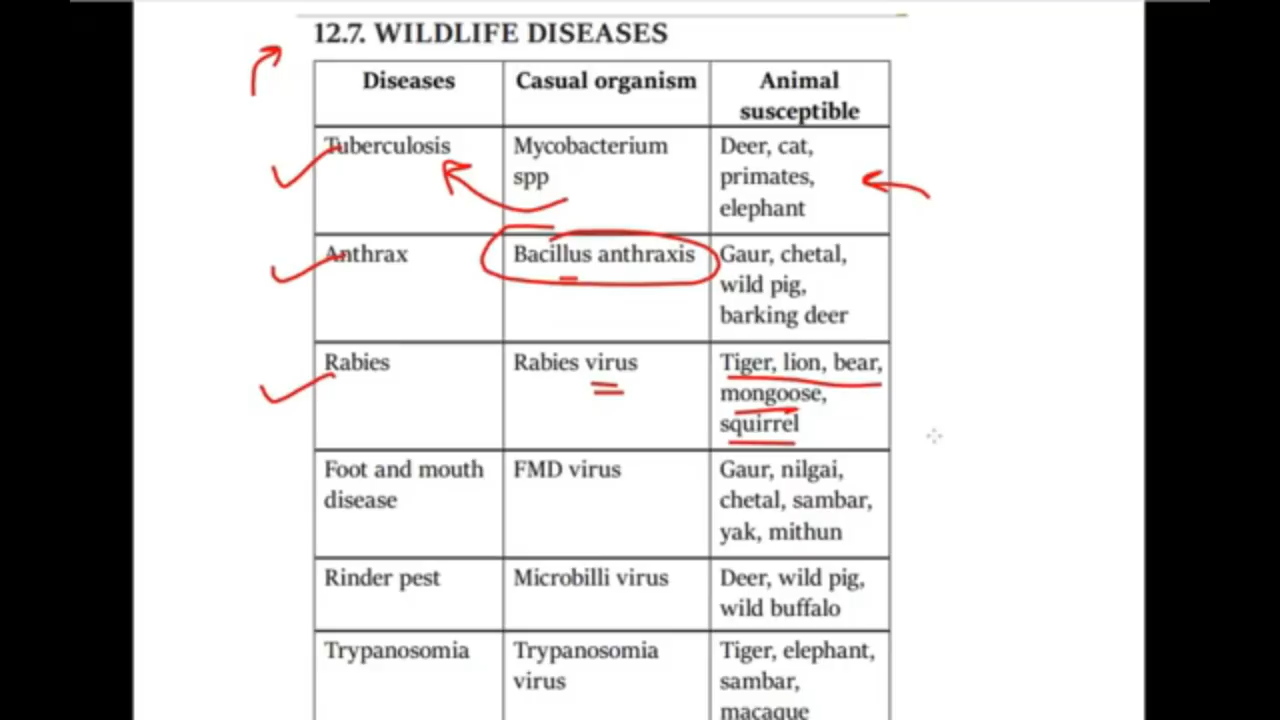 12.7. WILDLIFE DISEASES
Diseases
Casual organism
Animal
susceptible
Tuberculosis
Mycobacterium
spp
Deer, cat,
primates,
elephant
Anthrax
Bacillus anthraxis
Gaur, chetal,
wild pig,
barking deer
Rabies
Rabies virus
Tiger, lion, bear,
mongoose,
squirrel
Foot and mouth
disease
FMD virus
Gaur, nilgai,
chetal, sambar,
yak, mithun
Rinder pest
Microbilli virus
Deer, wild pig,
wild buffalo
Trypanosomia
Trypanosomia
virus
Tiger, elephant,
sambar,
macaque